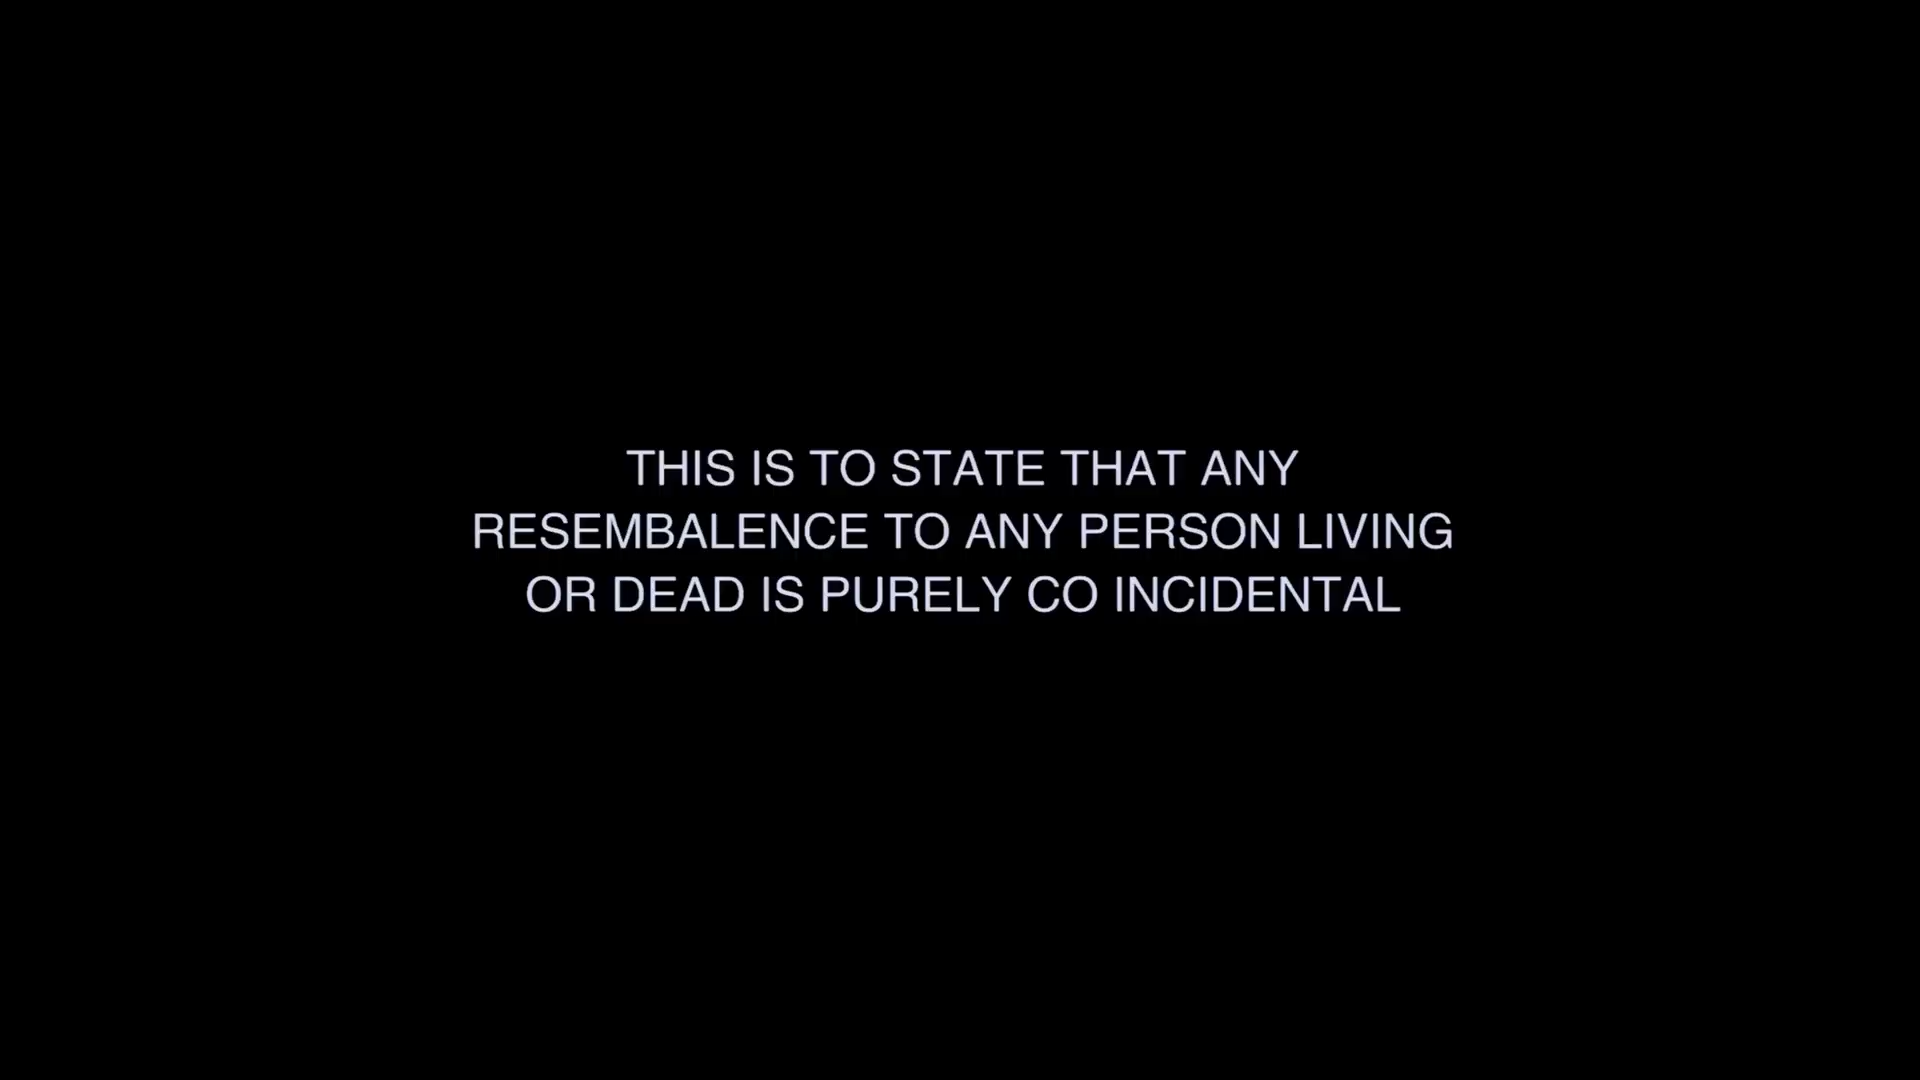 THIS IS TO STATE THAT ANY
RESEMBALENCE TO ANY PERSON LIVING
OR DEAD IS PURELY CO INCIDENTAL